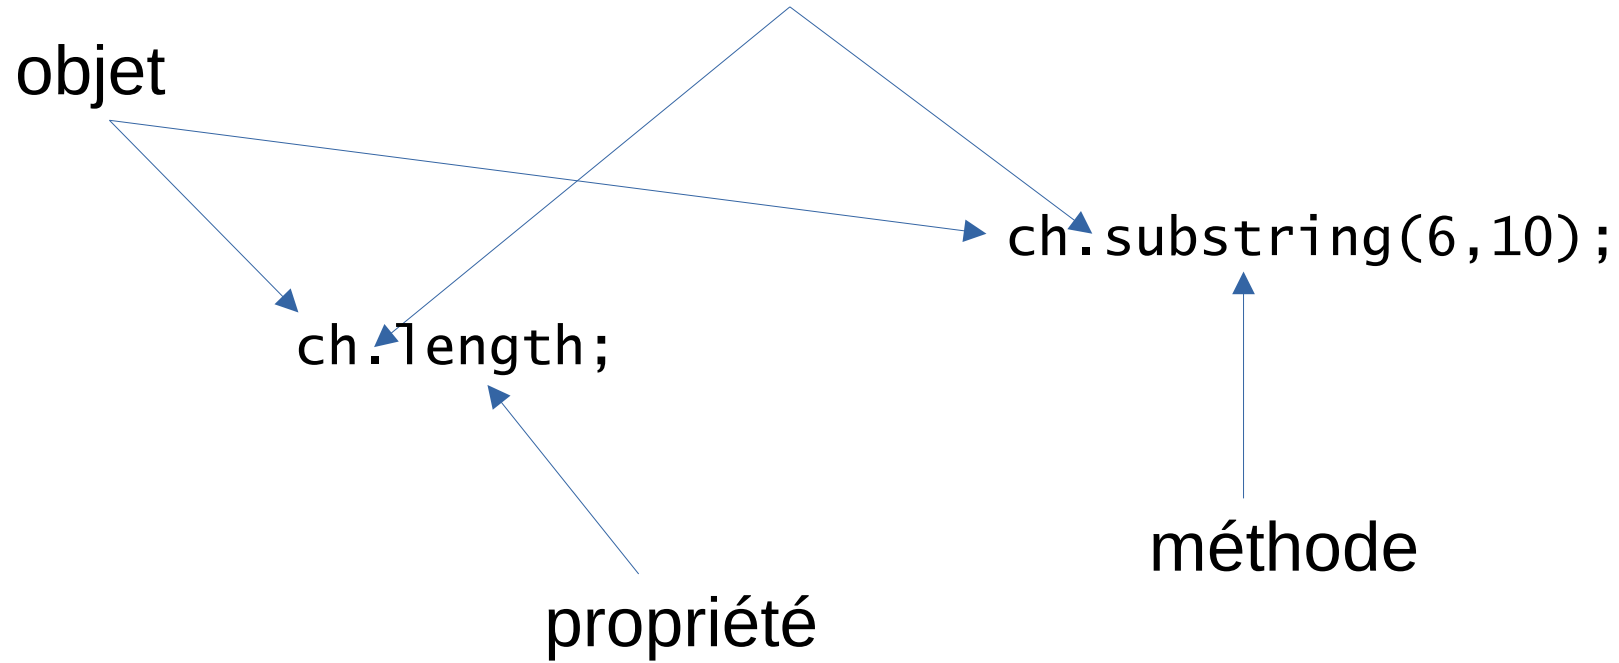 objet
ch.substring(6,10);
ch.length;
méthode
propriété